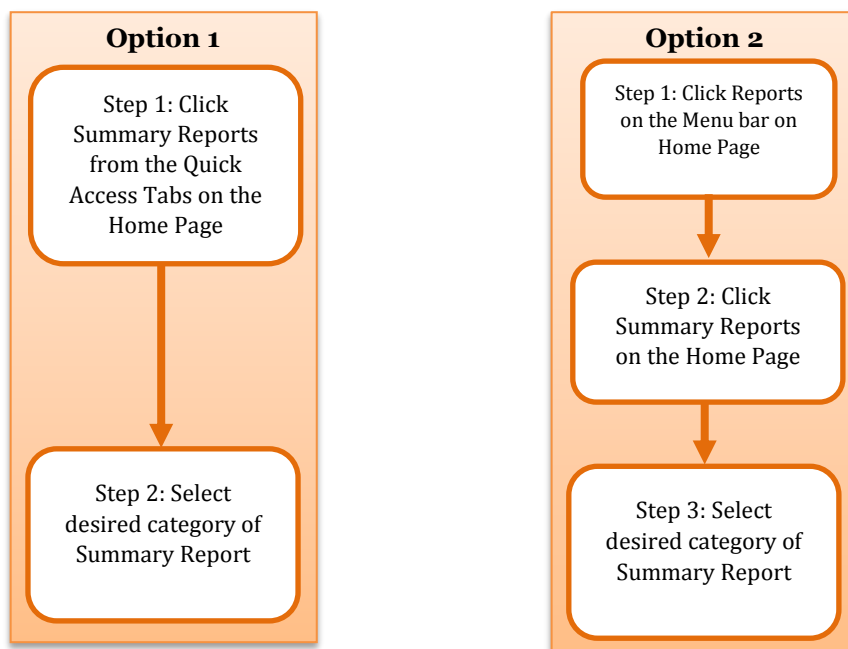 Option 1
Step 1: Click
Summary Reports
from the Quick
Access Tabs on the
Home Page
Step 2: Select
desired category of
Summary Report
Option 2
Step 1: Click Reports
on the Menu bar on
Home Page
Step 2: Click
Summary Reports
on the Home Page
Step 3: Select
desired category of
Summary Report